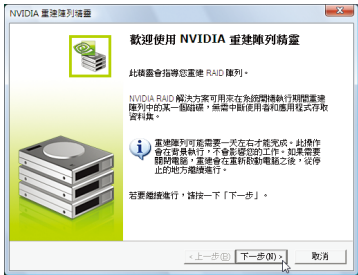 NVIDIA 重建陣列精靈
歡迎使用 NVIDIA 重建陣列精靈
此精靈會指導您重建 RAID 陣列。
NVIDIA RAID 解決方案可用來在系統開機執行期間重建
陣列中的某一個磁碟，無需中斷使用者和應用程式存取
資料集。
重建陣列可能需要一天左右才能完成。此操作
會在背景執行，不會影響您的工作。如果需要
關閉電腦，重建會在重新啟動電腦之後，從停
止的地方繼續進行。
若要繼續進行，請按一下「下一步」。
<上一步(B) 下一步(N)> 取消